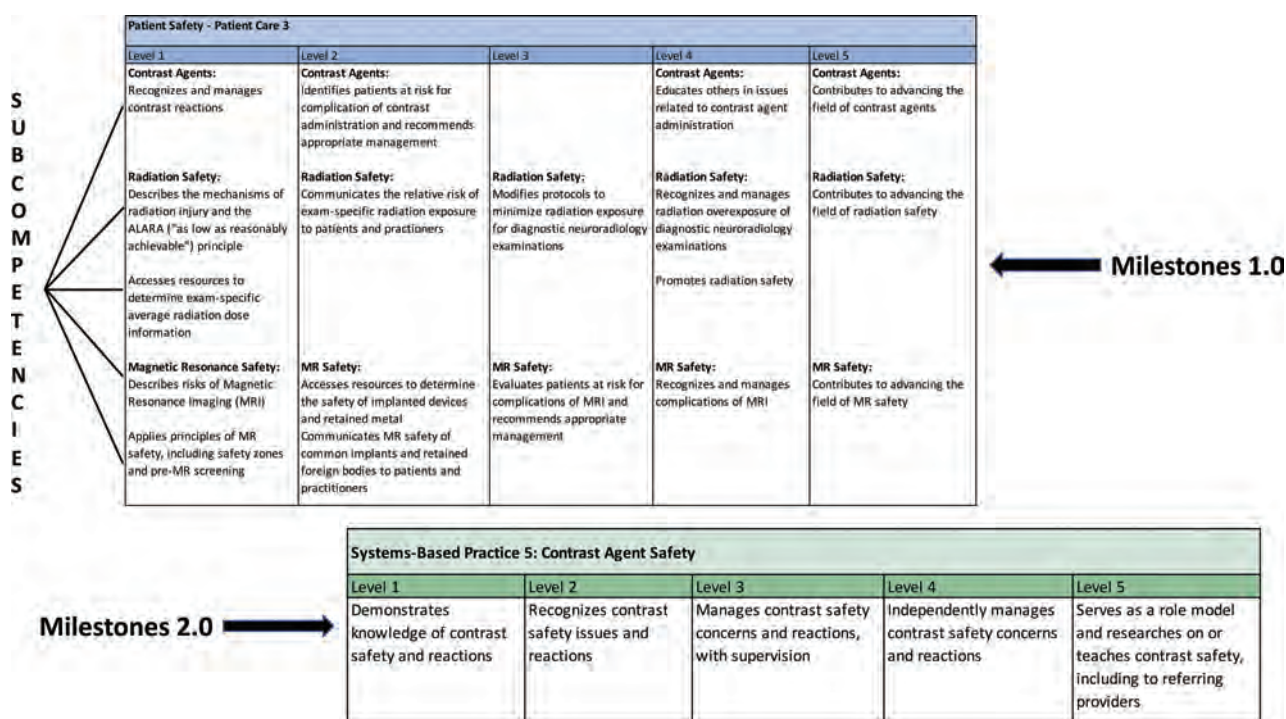 Patient Safety - Patient Care 3
Level 1
Level 2
Level 3
Level 4
Level 5
SUBCOMPETENCIES
Contrast Agents:
Recognizes and manages
contrast reactions
Contrast Agents:
Identifies patients at risk for
complication of contrast
administration and recommends
appropriate management
Contrast Agents:
Educates others in issues
related to contrast agent
administration
Contrast Agents:
Contributes to advancing the
field of contrast agents
Radiation Safety:
Describes the mechanisms of
radiation injury and the
ALARA ("as low as reasonably
achievable") principle
Accesses resources to
determine exam-specific
average radiation dose
information
Radiation Safety:
Communicates the relative risk of
exam-specific radiation exposure
to patients and practioners
Radiation Safety:
Modifies protocols to
minimize radiation exposure
for diagnostic neuroradiology
examinations
Radiation Safety:
Recognizes and manages
radiation overexposure of
diagnostic neuroradiology
examinations
Promotes radiation safety
Radiation Safety:
Contributes to advancing the
field of radiation safety
Magnetic Resonance Safety:
Describes risks of Magnetic
Resonance Imaging (MRI)
Applies principles of MR
safety, including safety zones
and pre-MR screening
MR Safety:
Accesses resources to determine
the safety of implanted devices
and retained metal
Communicates MR safety of
common implants and retained
foreign bodies to patients and
practitioners
MR Safety:
Evaluates patients at risk for
complications of MRI and
recommends appropriate
management
MR Safety:
Recognizes and manages
complications of MRI
MR Safety:
Contributes to advancing the
field of MR safety
Milestones 1.0
Milestones 2.0
Systems-Based Practice 5: Contrast Agent Safety
Level 1
Level 2
Level 3
Level 4
Level 5
Demonstrates
knowledge of contrast
safety and reactions
Recognizes contrast
safety issues and
reactions
Manages contrast safety
concerns and reactions,
with supervision
Independently manages
contrast safety concerns
and reactions
Serves as a role model
and researches on or
teaches contrast safety,
including to referring
providers